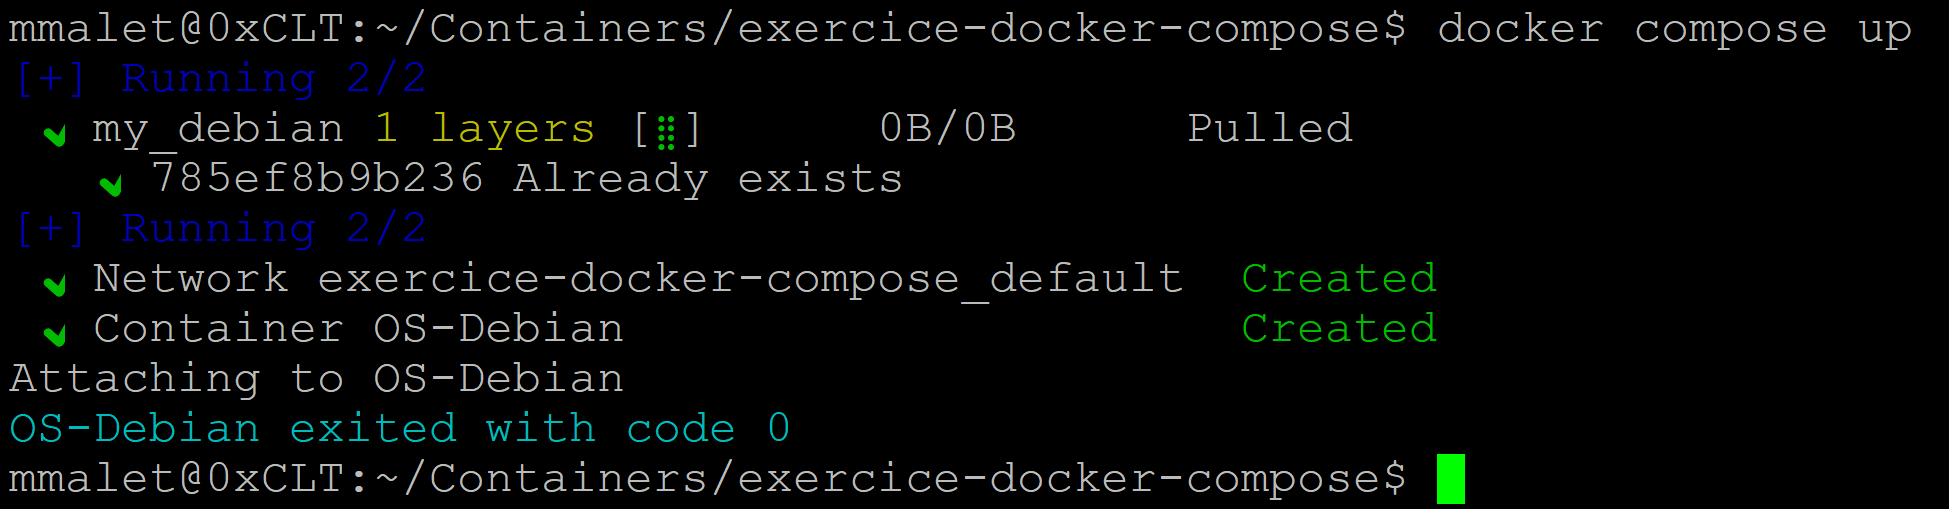 mmalet@0xCLT:~/Containers/exercice-docker-compose$ docker compose up
[+] Running 2/2
✔ my_debian 1 layers [⣿] 0B/0B Pulled
✔ 785ef8b9b236 Already exists
[+] Running 2/2
✔ Network exercice-docker-compose_default Created
✔ Container OS-Debian Created
Attaching to OS-Debian
OS-Debian exited with code 0
mmalet@0xCLT:~/Containers/exercice-docker-compose$